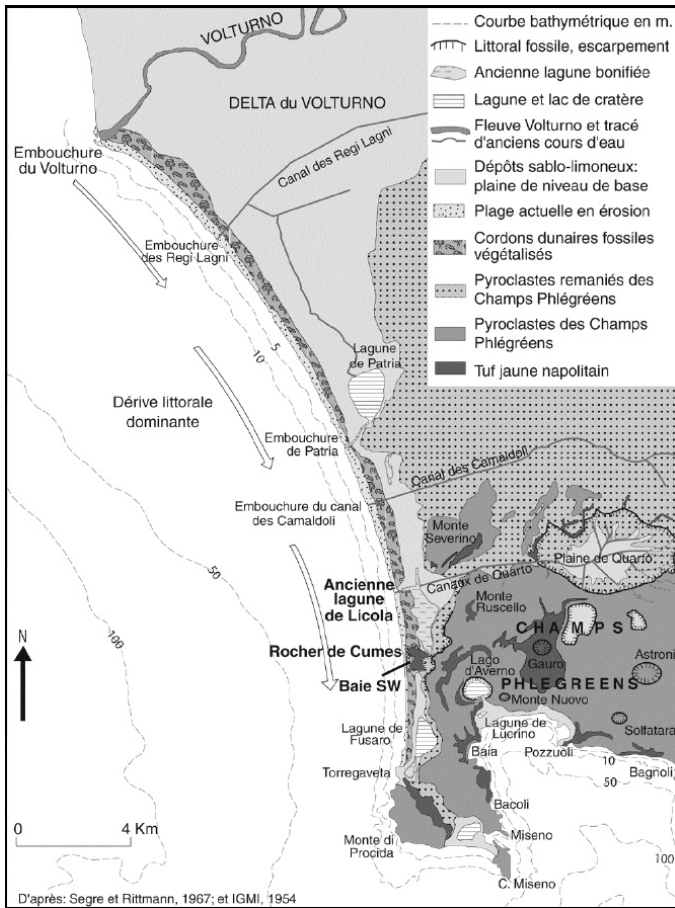 VOLTURNO
DELTA du VOLTURNO
Embouchure
du Volturno
Canal des Regi Lagni
Embouchure
des Regi Lagni
5
10
Lagune
de Patria
Dérive littorale
dominante
Embouchure
de Patria
Canal des Camaldoli
Embouchure du canal
des Camaldoli
Monte
Severino
Plaine de Quarto
50
100
Ancienne
lagune
de Licola
Canaux de Quarto
Monte
Ruscello
CHAMPS
PHLEGREENS
Rocher de Cumes
Baie SW
Lago
d'Averno
Gauro
Astroni
Monte Nuovo
Lagune de
Lucrino
Solfatara
Lagune de
Fusaro
Baia
Pozzuoli
10
50
Bagnoli
Torregaveta
Bacoli
Monte di
Procida
Miseno
C. Miseno
100
N
0 4 Km
D'après: Segre et Rittmann, 1967; et IGMI, 1954
Courbe bathymétrique en m.
Littoral fossile, escarpement
Ancienne lagune bonifiée
Lagune et lac de cratère
Fleuve Volturno et tracé
d'anciens cours d'eau
Dépôts sablo-limoneux:
plaine de niveau de base
Plage actuelle en érosion
Cordons dunaires fossiles
végétalisés
Pyroclastes remaniés des
Champs Phlégréens
Pyroclastes des Champs
Phlégréens
Tuf jaune napolitain